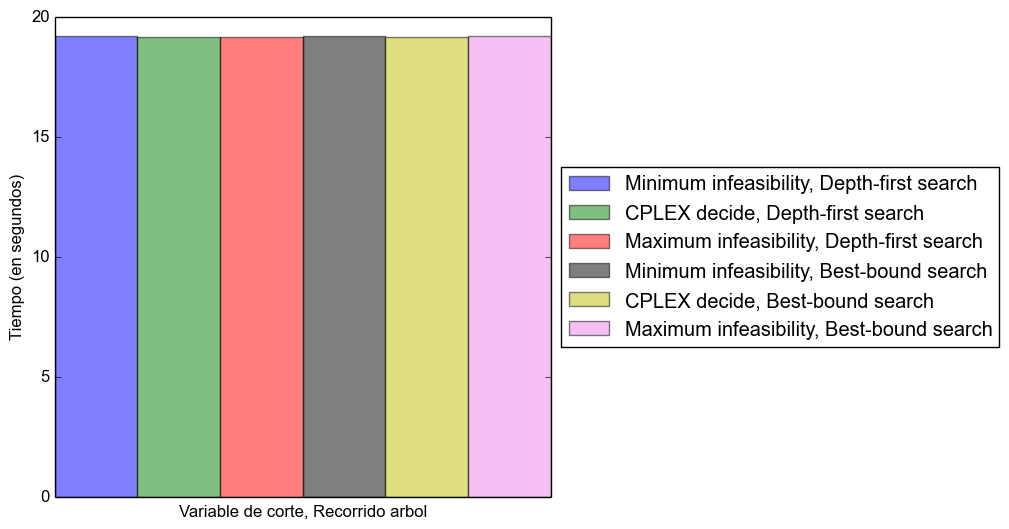 20
15
10
5
0
Tiempo (en segundos)
Variable de corte, Recorrido arbol
Minimum infeasibility, Depth-first search
CPLEX decide, Depth-first search
Maximum infeasibility, Depth-first search
Minimum infeasibility, Best-bound search
CPLEX decide, Best-bound search
Maximum infeasibility, Best-bound search